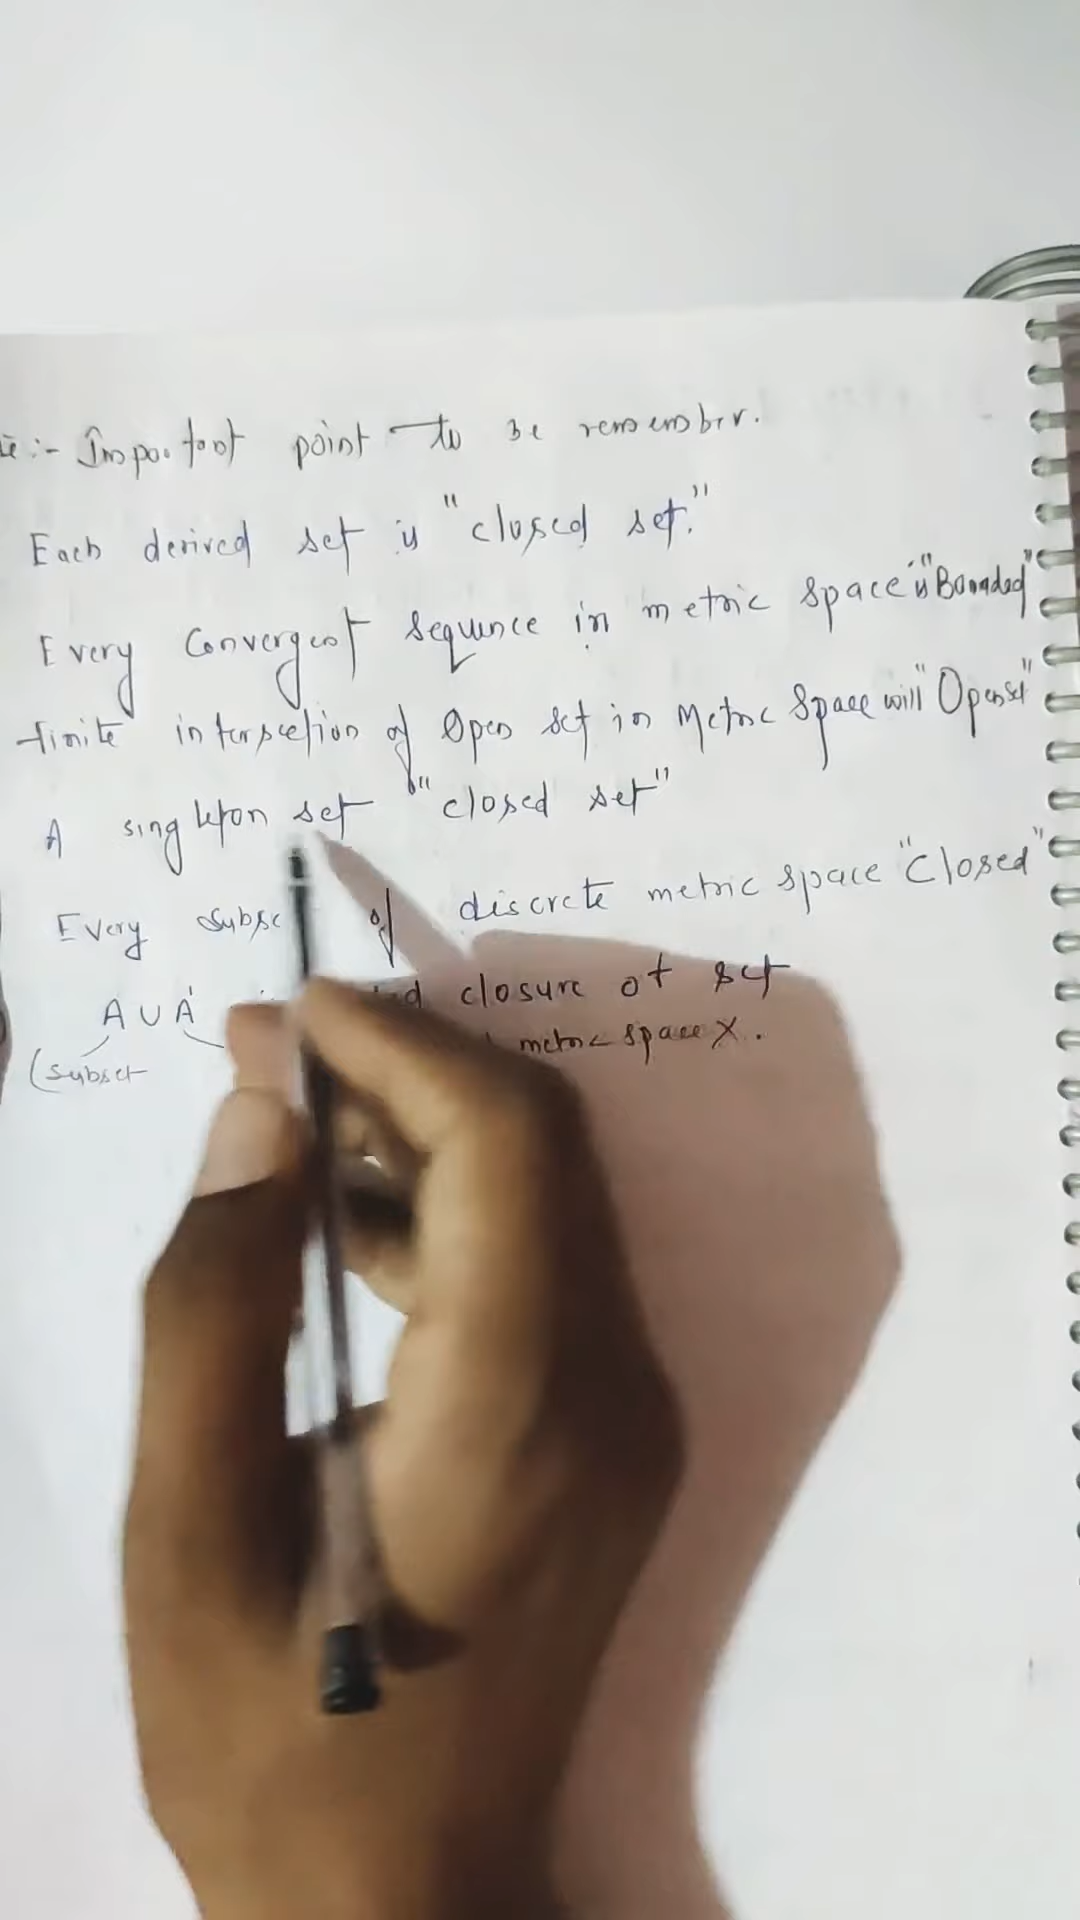 :- Important point to be remember.
Each derived set is "closed set."
Every Convergent sequence in metric space is "Bounded"
finite interscetion of Open set in Metric Space will "Open set"
A singleton set "closed set"
Every of discrete metric space "Closed"
A ∪ A' closure of set
metric space X.
(subset